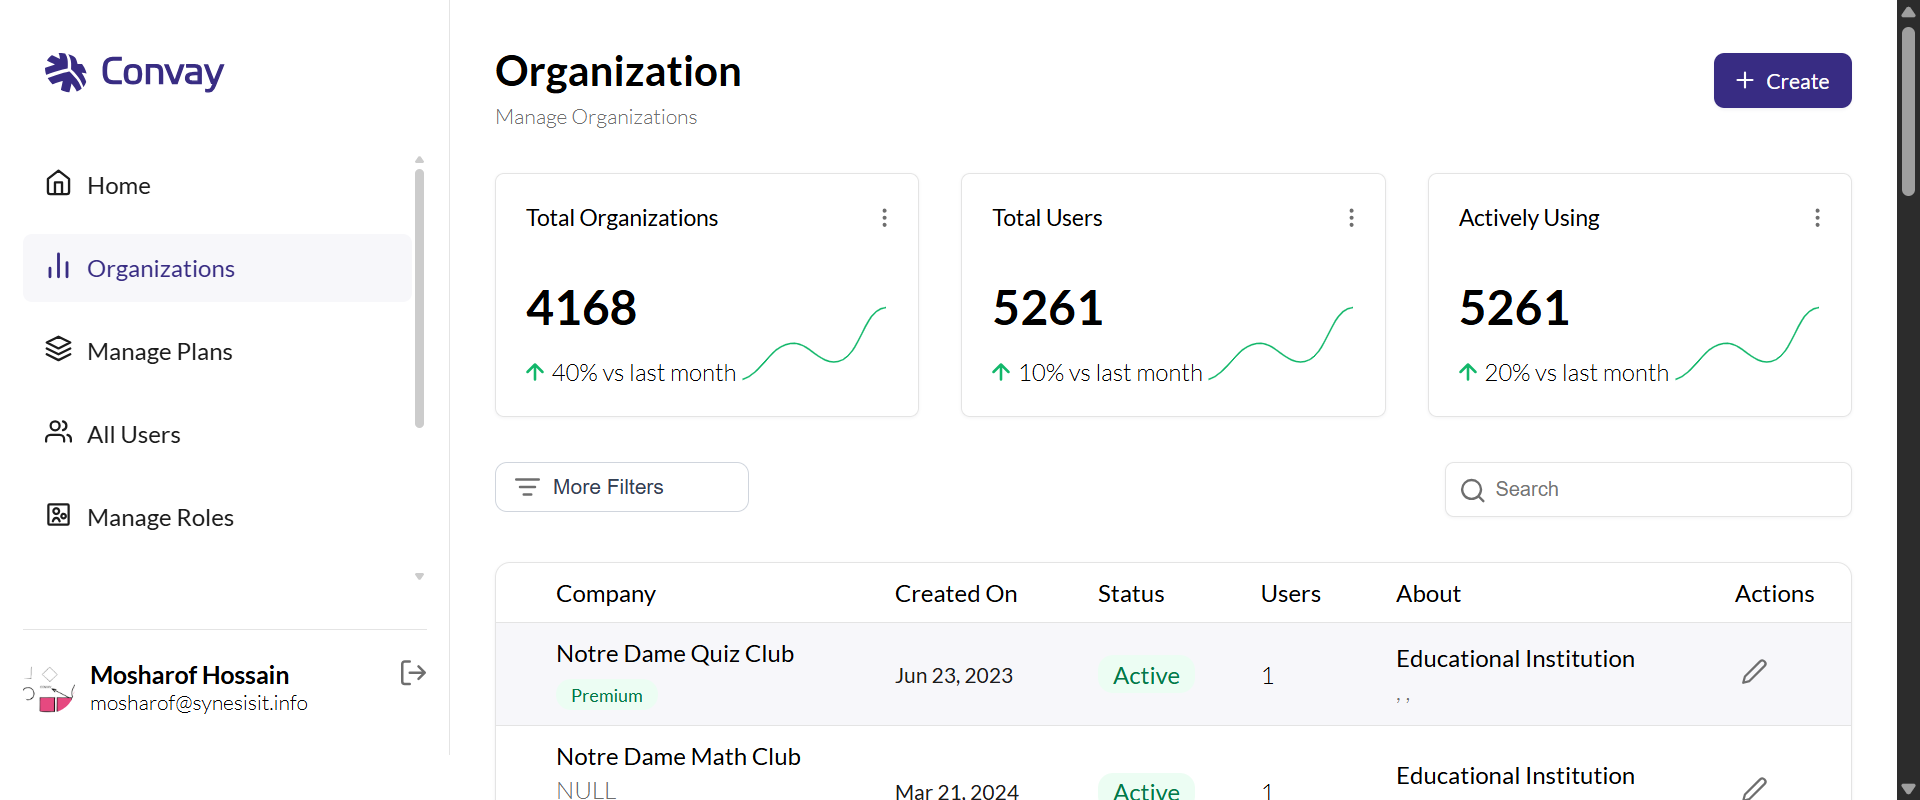 Convay
Home
Organizations
Manage Plans
All Users
Manage Roles
Mosharof Hossain
mosharof@synesisit.info
Organization
Manage Organizations
+ Create
Total Organizations
4168
40% vs last month
Total Users
5261
10% vs last month
Actively Using
5261
20% vs last month
More Filters
Search
Company Created On Status Users About Actions
Notre Dame Quiz Club
Premium
Jun 23, 2023
Active
1
Educational Institution
, ,
Notre Dame Math Club
NULL
Mar 21, 2024
Active
1
Educational Institution